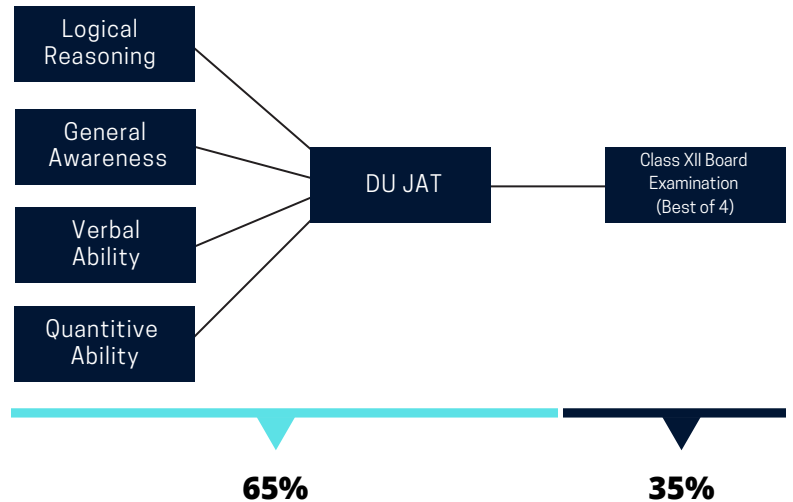 Logical
Reasoning
General
Awareness
Verbal
Ability
Quantitive
Ability
DU JAT
Class XII Board
Examination
(Best of 4)
65%
35%